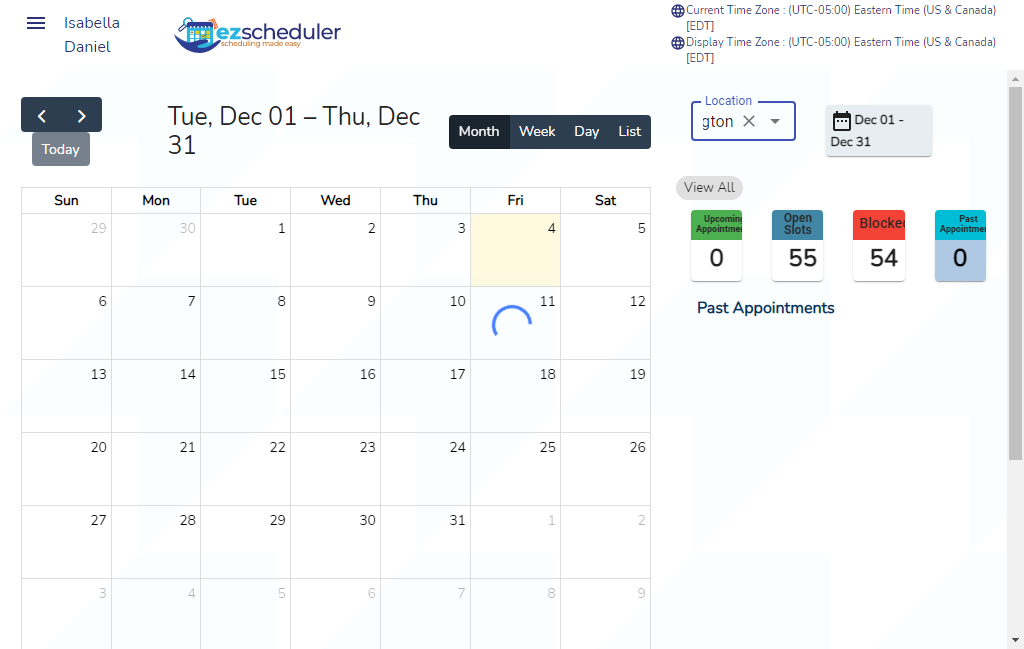 Isabella
Daniel
ezscheduler
scheduling made easy
Current Time Zone : (UTC-05:00) Eastern Time (US & Canada)
[EDT]
Display Time Zone : (UTC-05:00) Eastern Time (US & Canada)
[EDT]
Today
Tue, Dec 01 – Thu, Dec
31
Month Week Day List
Location
gton
Dec 01 -
Dec 31
View All
Upcoming
Appointmen
0
Open
Slots
55
Blocked
54
Past
Appointmen
0
Past Appointments
Sun Mon Tue Wed Thu Fri Sat
29 30 1 2 3 4 5
6 7 8 9 10 11 12
13 14 15 16 17 18 19
20 21 22 23 24 25 26
27 28 29 30 31 1 2
3 4 5 6 7 8 9